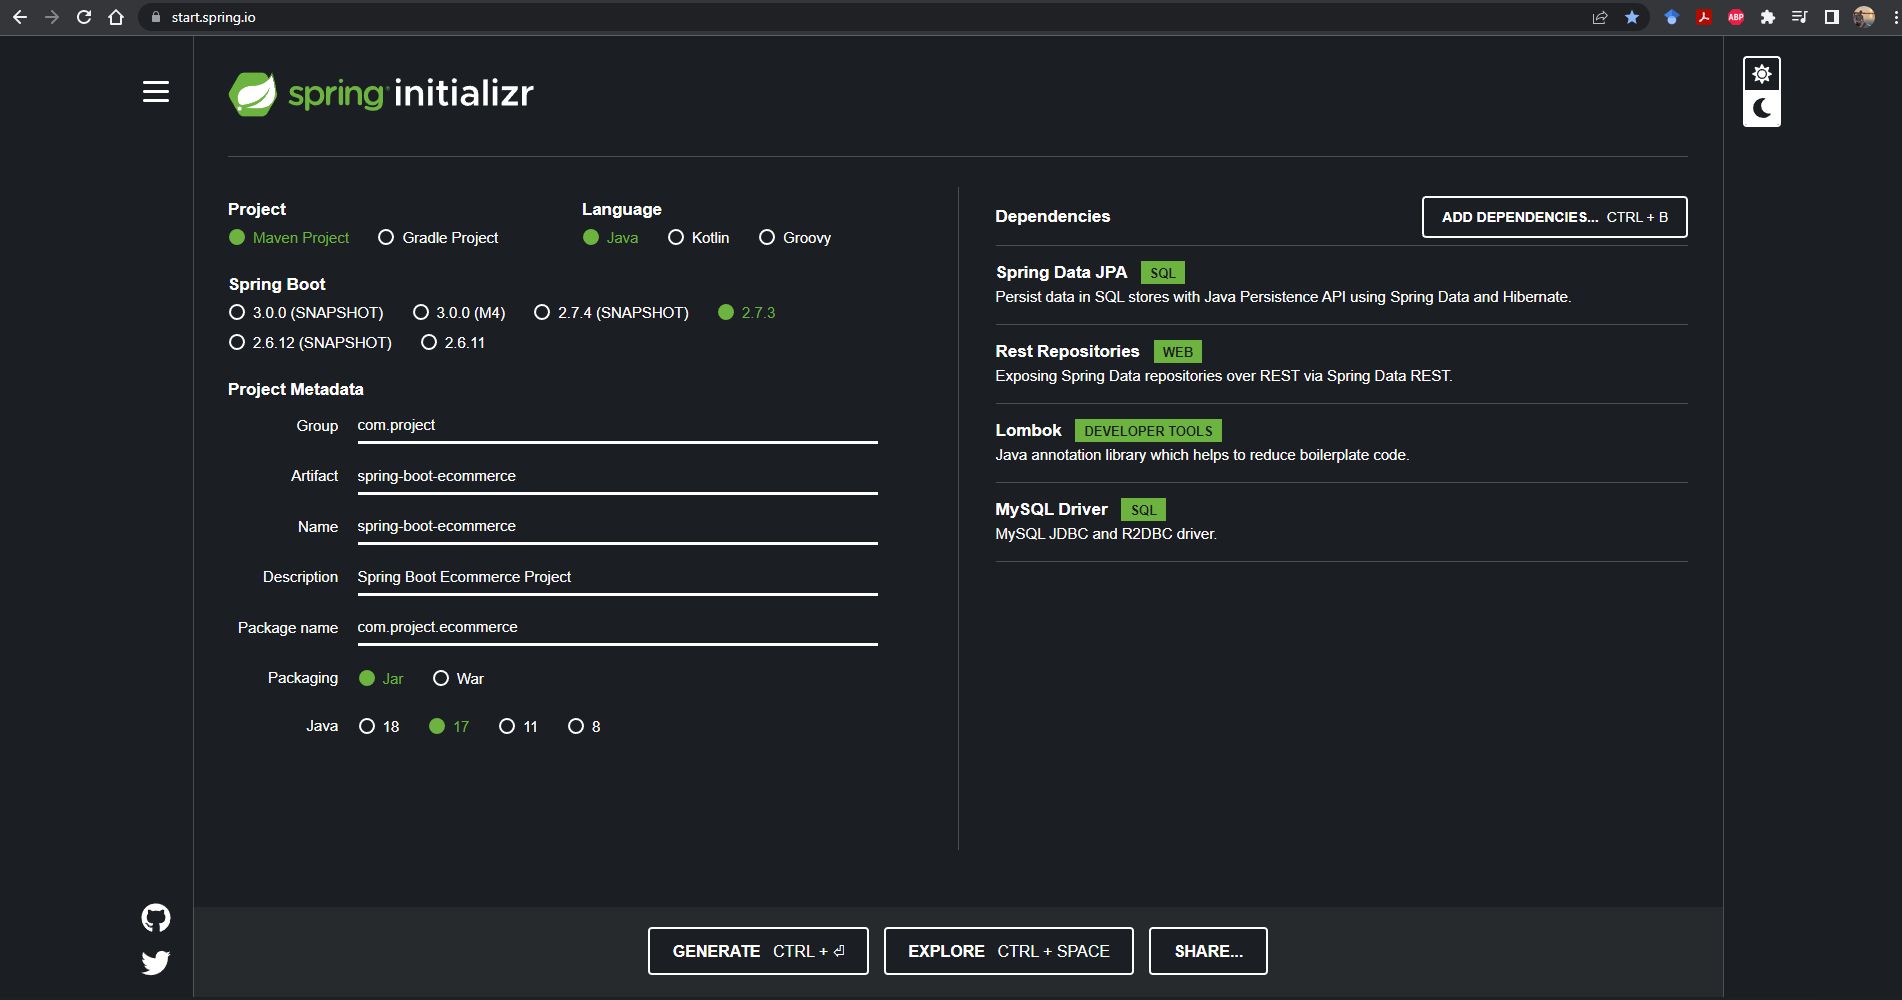 start.spring.io
ABP
spring initializr
Project
Maven Project Gradle Project
Language
Java Kotlin Groovy
Spring Boot
3.0.0 (SNAPSHOT) 3.0.0 (M4) 2.7.4 (SNAPSHOT) 2.7.3
2.6.12 (SNAPSHOT) 2.6.11
Project Metadata
Group com.project
Artifact spring-boot-ecommerce
Name spring-boot-ecommerce
Description Spring Boot Ecommerce Project
Package name com.project.ecommerce
Packaging Jar War
Java 18 17 11 8
Dependencies ADD DEPENDENCIES... CTRL + B
Spring Data JPA SQL
Persist data in SQL stores with Java Persistence API using Spring Data and Hibernate.
Rest Repositories WEB
Exposing Spring Data repositories over REST via Spring Data REST.
Lombok DEVELOPER TOOLS
Java annotation library which helps to reduce boilerplate code.
MySQL Driver SQL
MySQL JDBC and R2DBC driver.
GENERATE CTRL + ⏎ EXPLORE CTRL + SPACE SHARE...